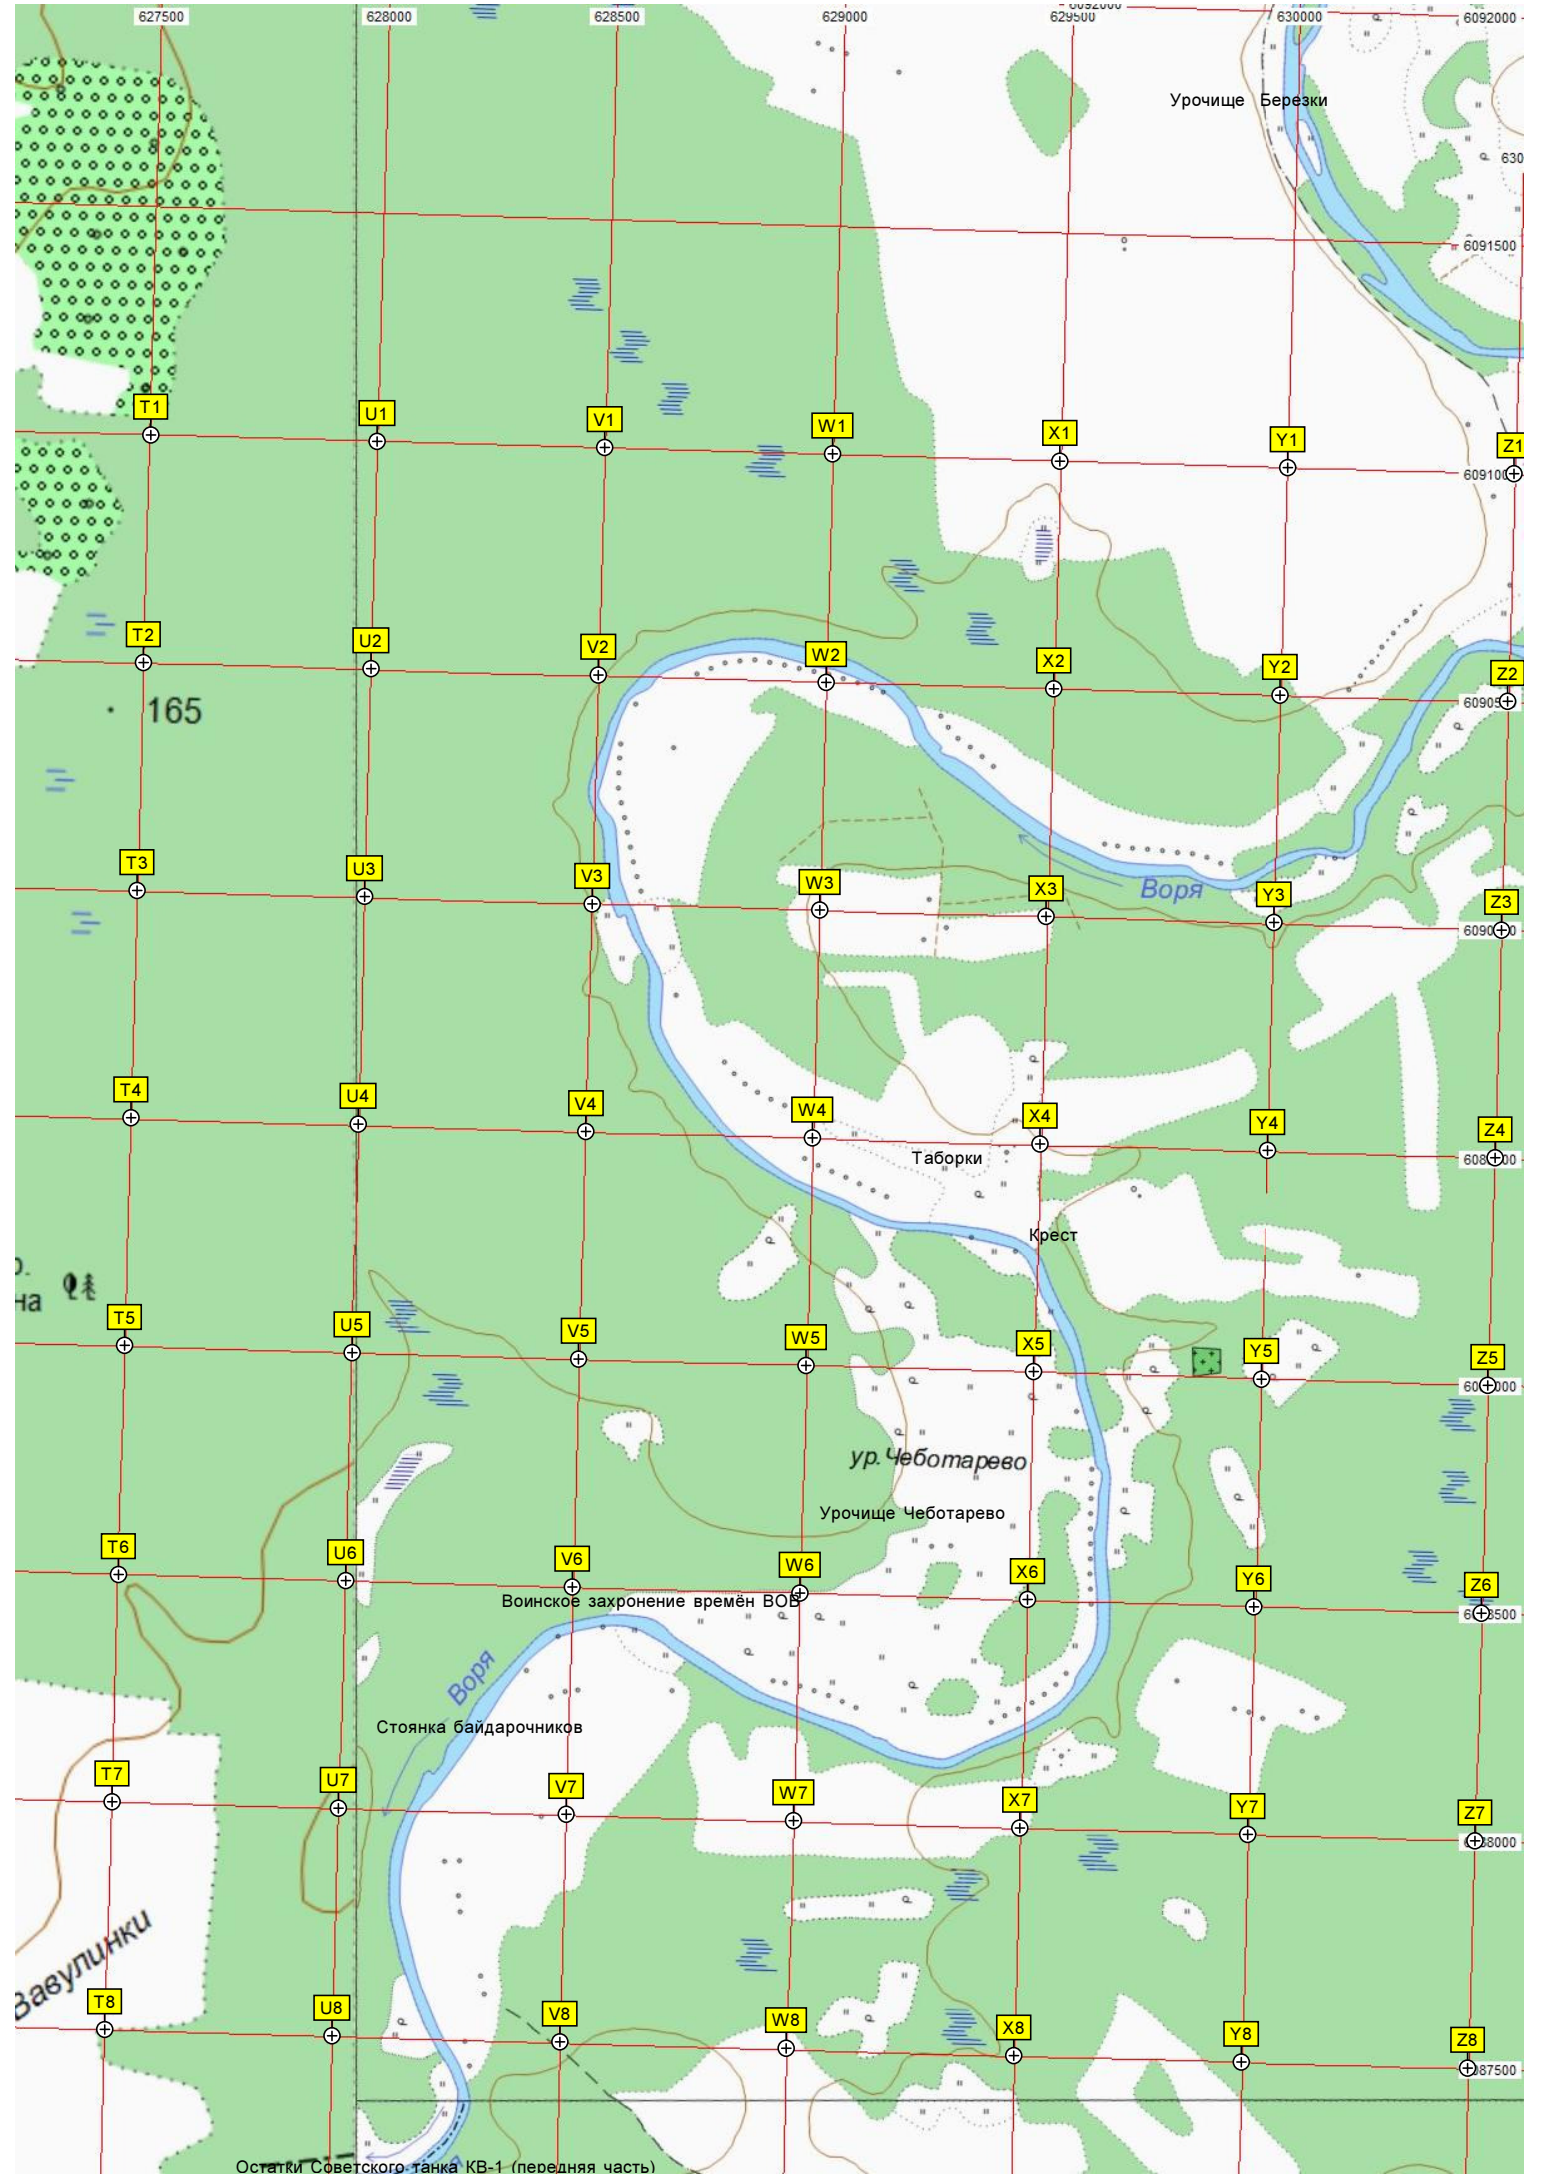 627500 628000 628500 629000 629500 630000 6092000
6092000
Урочище Березки
630
6091500
T1 U1 V1 W1 X1 Y1 Z1
T2 U2 V2 W2 X2 Y2 Z2
165
T3 U3 V3 W3 X3 Y3 Z3
Воря
T4 U4 V4 W4 X4 Y4 Z4
Таборки
Крест
на
T5 U5 V5 W5 X5 Y5 Z5
ур.Чеботарево
Урочище Чеботарево
T6 U6 V6 W6 X6 Y6 Z6
Воинское захронение времён ВОВ
Воря
Стоянка байдарочников
T7 U7 V7 W7 X7 Y7 Z7
Вавулинки
T8 U8 V8 W8 X8 Y8 Z8
Остатки Советского танка КВ-1 (передняя часть)